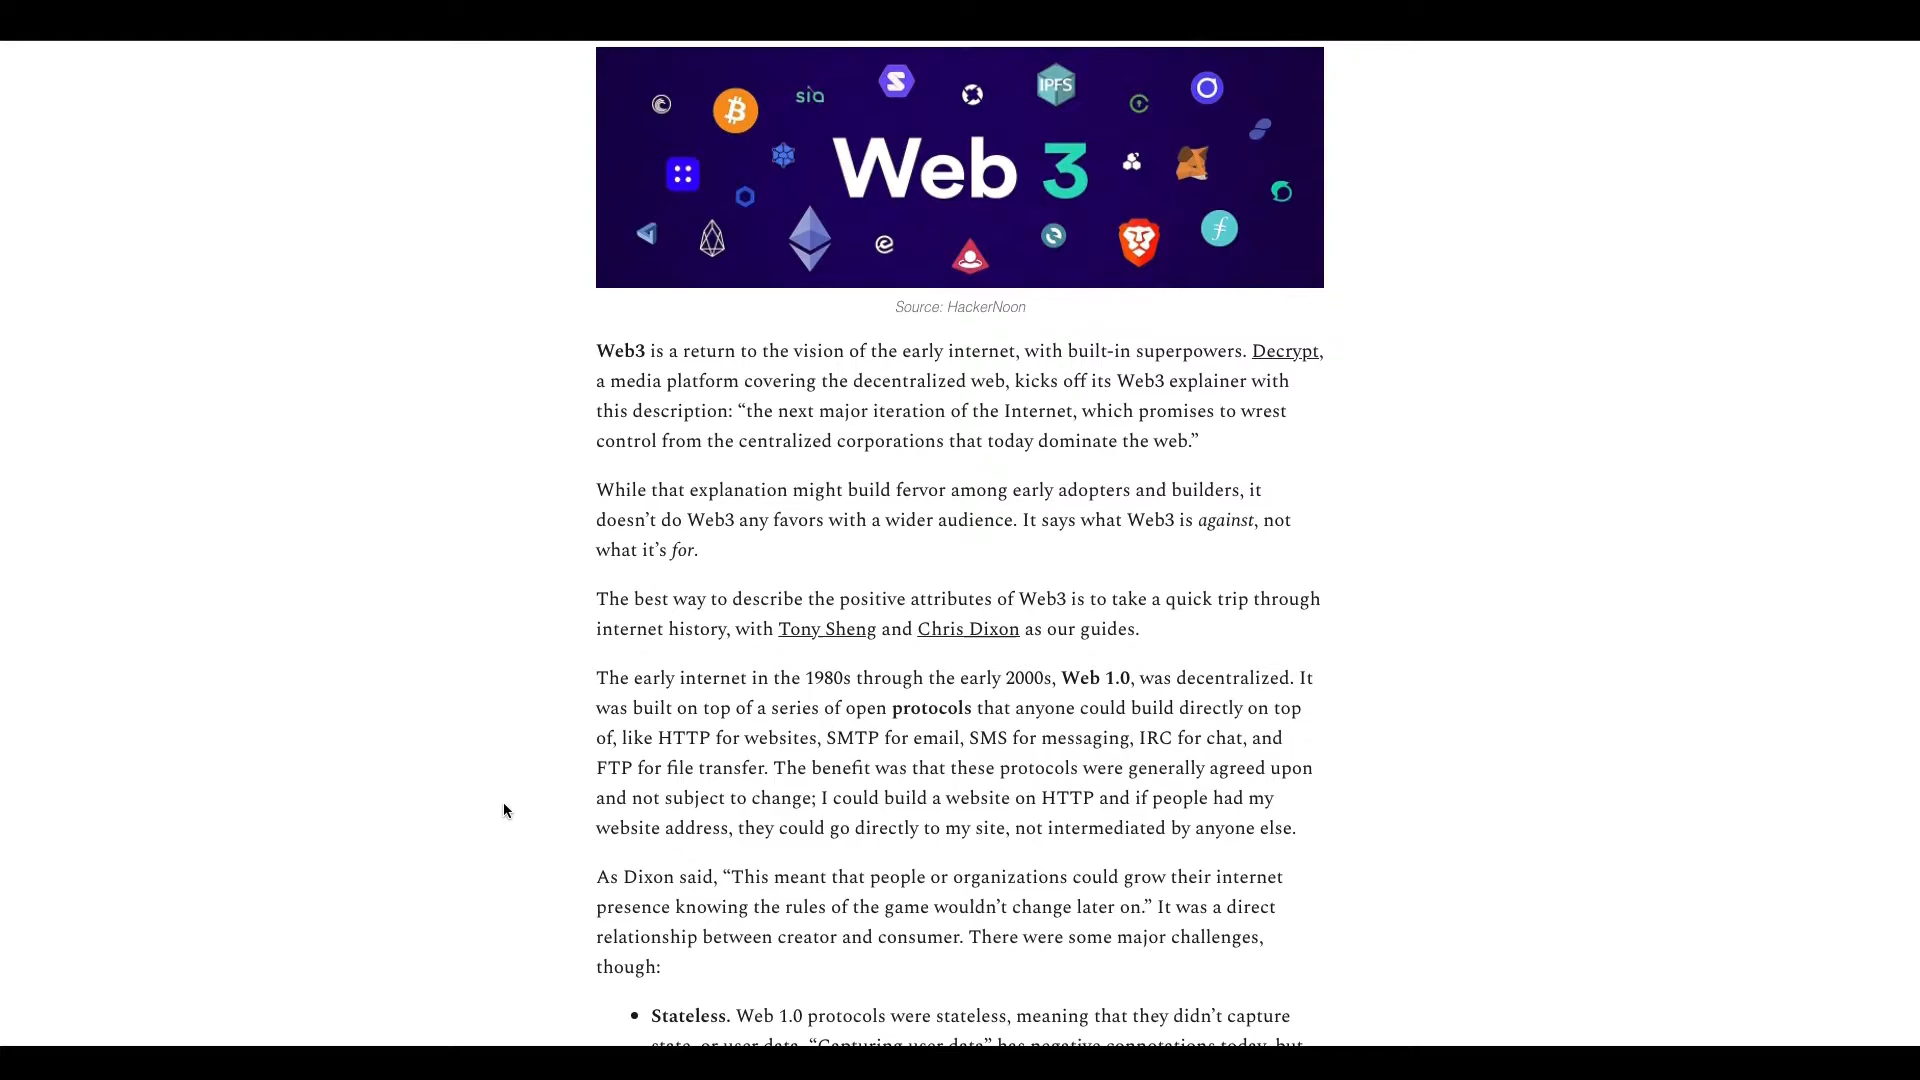 sia
IPFS
Web 3
Source: HackerNoon
Web3 is a return to the vision of the early internet, with built-in superpowers. Decrypt,
a media platform covering the decentralized web, kicks off its Web3 explainer with
this description: “the next major iteration of the Internet, which promises to wrest
control from the centralized corporations that today dominate the web.”
While that explanation might build fervor among early adopters and builders, it
doesn’t do Web3 any favors with a wider audience. It says what Web3 is against, not
what it’s for.
The best way to describe the positive attributes of Web3 is to take a quick trip through
internet history, with Tony Sheng and Chris Dixon as our guides.
The early internet in the 1980s through the early 2000s, Web 1.0, was decentralized. It
was built on top of a series of open protocols that anyone could build directly on top
of, like HTTP for websites, SMTP for email, SMS for messaging, IRC for chat, and
FTP for file transfer. The benefit was that these protocols were generally agreed upon
and not subject to change; I could build a website on HTTP and if people had my
website address, they could go directly to my site, not intermediated by anyone else.
As Dixon said, “This meant that people or organizations could grow their internet
presence knowing the rules of the game wouldn’t change later on.” It was a direct
relationship between creator and consumer. There were some major challenges,
though:
• Stateless. Web 1.0 protocols were stateless, meaning that they didn’t capture
state, or user data. “Capturing user data” has negative connotations today, but